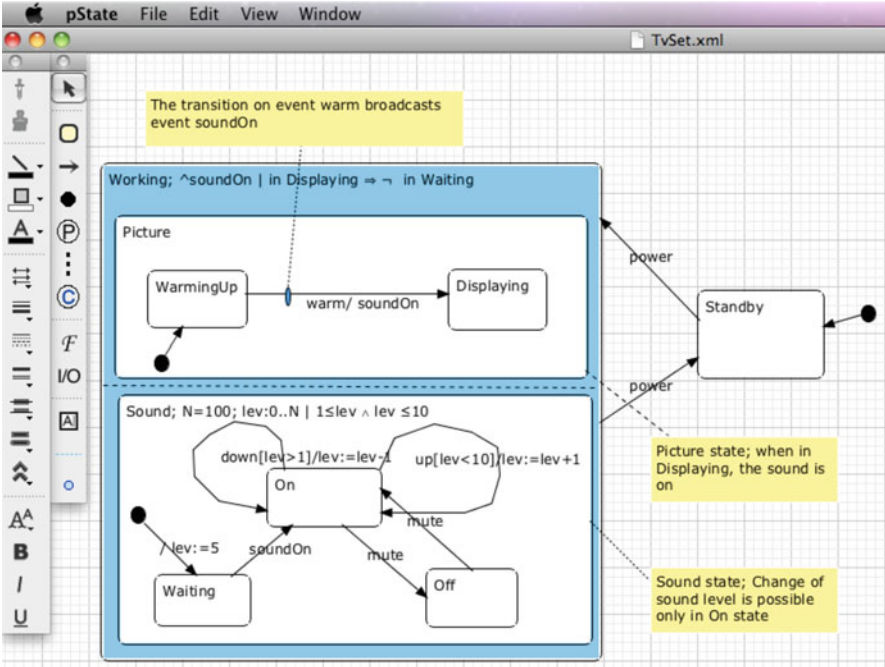 pState File Edit View Window
TvSet.xml
The transition on event warm broadcasts
event soundOn
Working; ^soundOn | in Displaying ⇒ ¬ in Waiting
Picture
WarmingUp
Displaying
warm/ soundOn
power
Standby
power
Sound; N=100; lev:0..N | 1≤lev ∧ lev ≤10
down[lev>1]/lev:=lev-1
up[lev<10]/lev:=lev+1
On
mute
/ lev:=5
soundOn
mute
Waiting
Off
Picture state; when in
Displaying, the sound is
on
Sound state; Change of
sound level is possible
only in On state
A
P
C
F
I/O
A
AA
B
I
U